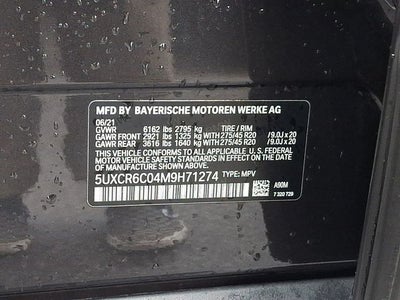 MFD BY BAYERISCHE MOTOREN WERKE AG
06/21
GVWR 6162 lbs 2795 kg TIRE / RIM
GAWR FRONT 2921 lbs 1325 kg WITH 275/45 R20 /9.0J x 20
GAWR REAR 3616 lbs 1640 kg WITH 275/45 R20 /9.0J x 20
THIS VEHICLE CONFORMS TO ALL APPLICABLE U.S. FEDERAL
MOTOR VEHICLE SAFETY STANDARDS IN EFFECT ON THE DATE
OF MANUFACTURE SHOWN ABOVE.
5UXCR6C04M9H71274 TYPE: MPV A90M
7 320 729